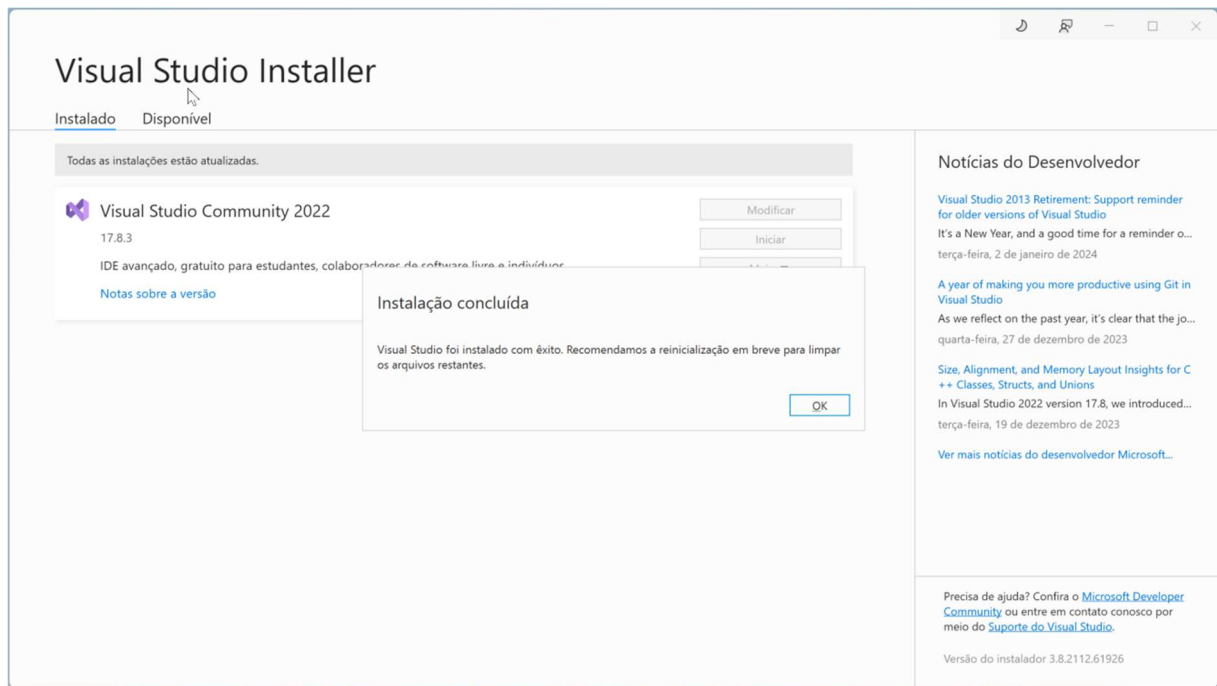 Visual Studio Installer
Instalado
Disponível
Todas as instalações estão atualizadas.
Visual Studio Community 2022
17.8.3
IDE avançado, gratuito para estudantes, colaboradores de software livre e indivíduos
Notas sobre a versão
Modificar
Iniciar
Instalação concluída
Visual Studio foi instalado com êxito. Recomendamos a reinicialização em breve para limpar
os arquivos restantes.
OK
Notícias do Desenvolvedor
Visual Studio 2013 Retirement: Support reminder
for older versions of Visual Studio
It's a New Year, and a good time for a reminder o...
terça-feira, 2 de janeiro de 2024
A year of making you more productive using Git in
Visual Studio
As we reflect on the past year, it's clear that the jo...
quarta-feira, 27 de dezembro de 2023
Size, Alignment, and Memory Layout Insights for C
++ Classes, Structs, and Unions
In Visual Studio 2022 version 17.8, we introduced...
terça-feira, 19 de dezembro de 2023
Ver mais notícias do desenvolvedor Microsoft...
Precisa de ajuda? Confira o Microsoft Developer
Community ou entre em contato conosco por
meio do Suporte do Visual Studio.
Versão do instalador 3.8.2112.61926